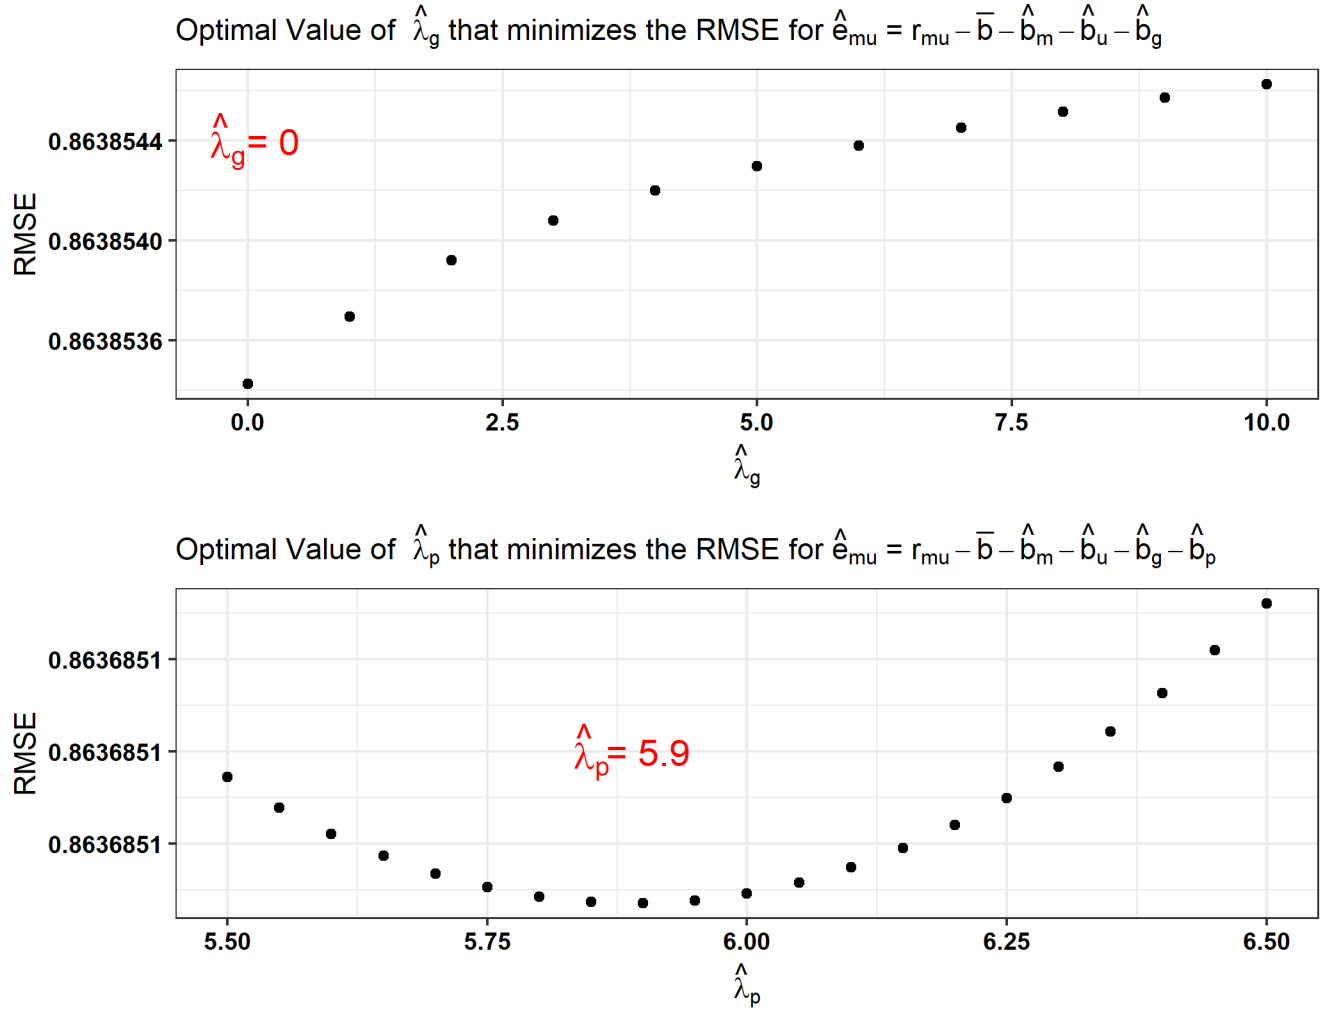 Optimal Value of λ̂g that minimizes the RMSE for êmu = rmu − b̄ − b̂m − b̂u − b̂g
λ̂g= 0
RMSE
0.8638544
0.8638540
0.8638536
0.0 2.5 5.0 7.5 10.0
λ̂g
Optimal Value of λ̂p that minimizes the RMSE for êmu = rmu − b̄ − b̂m − b̂u − b̂g − b̂p
λ̂p= 5.9
RMSE
0.8636851
0.8636851
0.8636851
5.50 5.75 6.00 6.25 6.50
λ̂p